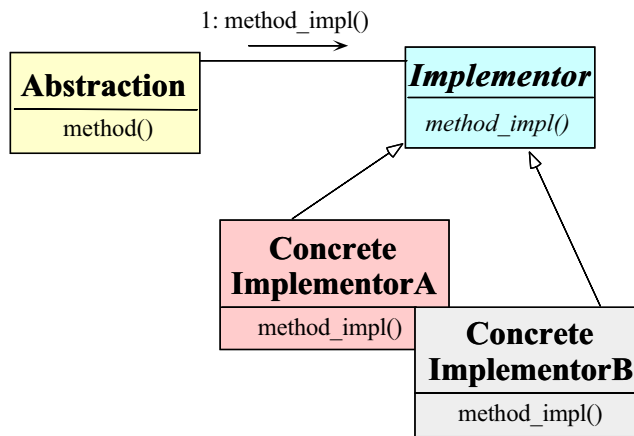 1: method_impl()
Abstraction
method()
Implementor
method_impl()
Concrete
ImplementorA
method_impl()
Concrete
ImplementorB
method_impl()